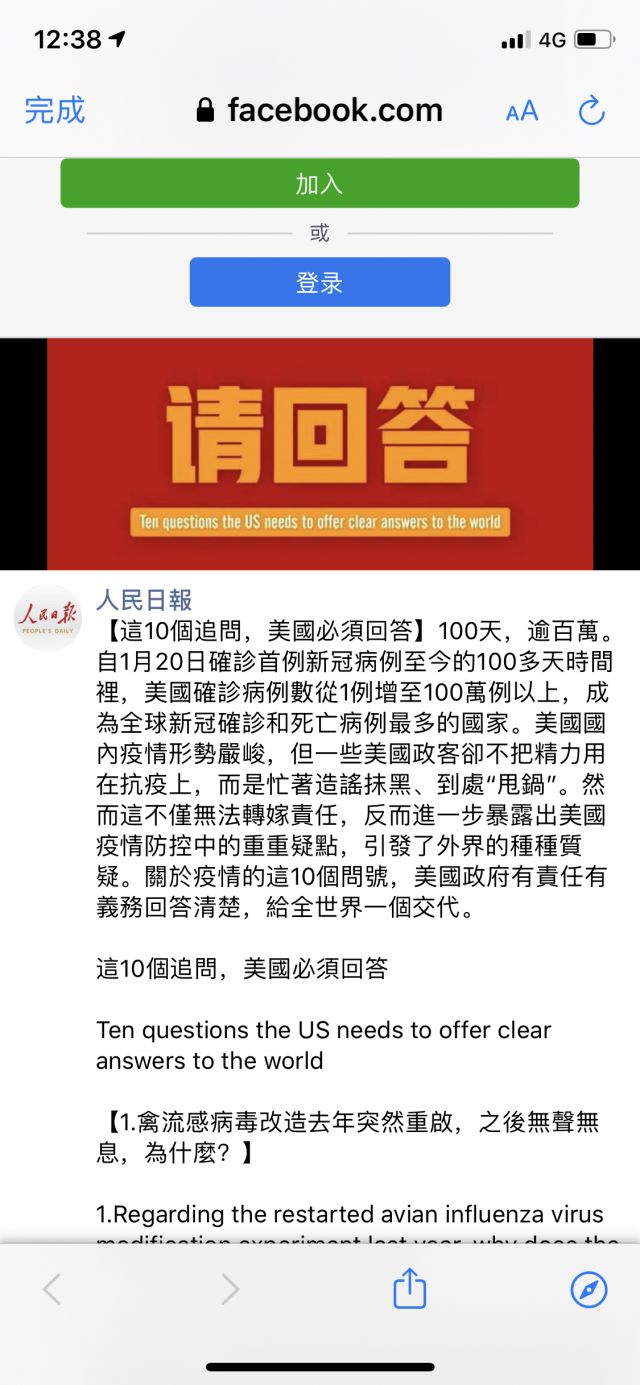 12:38
4G
完成
facebook.com
AA
加入
或
登录
请回答
Ten questions the US needs to offer clear answers to the world
人民日报
PEOPLE'S DAILY
人民日報
【這10個追問，美國必須回答】100天，逾百萬。
自1月20日確診首例新冠病例至今的100多天時間
裡，美國確診病例數從1例增至100萬例以上，成
為全球新冠確診和死亡病例最多的國家。美國國
內疫情形勢嚴峻，但一些美國政客卻不把精力用
在抗疫上，而是忙著造謠抹黑、到處“甩鍋”。然
而這不僅無法轉嫁責任，反而進一步暴露出美國
疫情防控中的重重疑點，引發了外界的種種質
疑。關於疫情的這10個問號，美國政府有責任有
義務回答清楚，給全世界一個交代。
這10個追問，美國必須回答
Ten questions the US needs to offer clear
answers to the world
【1.禽流感病毒改造去年突然重啟，之後無聲無
息，為什麼？】
1.Regarding the restarted avian influenza virus
modification experiment last year, why does the